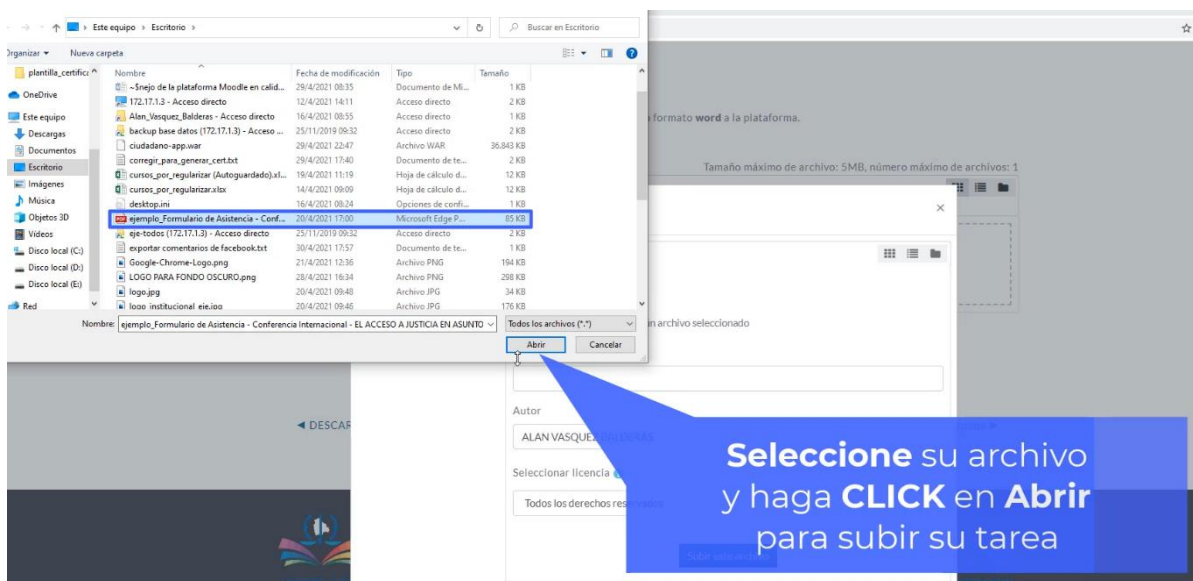 Este equipo > Escritorio >
Buscar en Escritorio
Organizar
Nueva carpeta
plantilla_certifica
OneDrive
Este equipo
Descargas
Documentos
Escritorio
Imágenes
Música
Objetos 3D
Vídeos
Disco local (C:)
Disco local (D:)
Disco local (E:)
Red
Nombre Fecha de modificación Tipo Tamaño
~$nejo de la plataforma Moodle en calid... 29/4/2021 08:35 Documento de Mi... 1 KB
172.17.1.3 - Acceso directo 12/4/2021 14:11 Acceso directo 2 KB
Alan_Vasquez_Balderas - Acceso directo 16/4/2021 08:55 Acceso directo 1 KB
backup base datos (172.17.1.3) - Acceso ... 25/11/2019 09:32 Acceso directo 2 KB
ciudadano-app.war 29/4/2021 22:47 Archivo WAR 36.843 KB
corregir_para_generar_cert.txt 29/4/2021 17:40 Documento de te... 2 KB
cursos_por_regularizar (Autoguardado).xl... 19/4/2021 11:19 Hoja de cálculo d... 12 KB
cursos_por_regularizar.xlsx 14/4/2021 09:09 Hoja de cálculo d... 12 KB
desktop.ini 16/4/2021 08:24 Opciones de confi... 1 KB
ejemplo_Formulario de Asistencia - Conf... 20/4/2021 17:00 Microsoft Edge P... 85 KB
eje-todos (172.17.1.3) - Acceso directo 25/11/2019 09:32 Acceso directo 2 KB
exportar comentarios de facebook.txt 30/4/2021 17:57 Documento de te... 1 KB
Google-Chrome-Logo.png 21/4/2021 12:36 Archivo PNG 194 KB
LOGO PARA FONDO OSCURO.png 28/4/2021 16:34 Archivo PNG 298 KB
logo.jpg 20/4/2021 09:48 Archivo JPG 34 KB
logo institucional eje.jpg 20/4/2021 09:46 Archivo JPG 176 KB
Nombre: ejemplo_Formulario de Asistencia - Conferencia Internacional - EL ACCESO A JUSTICIA EN ASUNTO
Todos los archivos (*.*)
Abrir
Cancelar
formato word a la plataforma.
Tamaño máximo de archivo: 5MB, número máximo de archivos: 1
n archivo seleccionado
Autor
ALAN VASQUEZ BALDERAS
Seleccionar licencia
Todos los derechos reservados
Subir este archivo
◄ DESCAR
Seleccione su archivo
y haga CLICK en Abrir
para subir su tarea